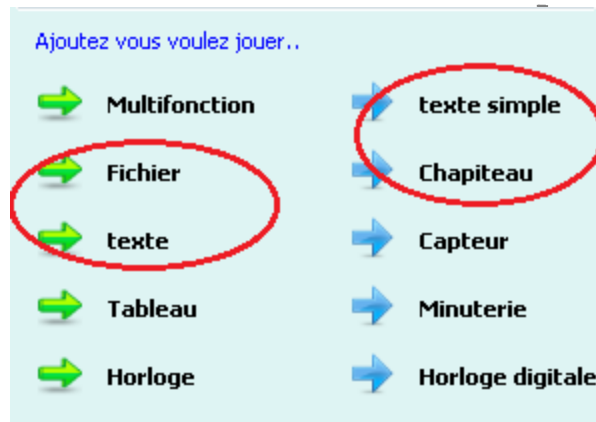 Ajoutez vous voulez jouer..
Multifonction
texte simple
Fichier
Chapiteau
texte
Capteur
Tableau
Minuterie
Horloge
Horloge digitale